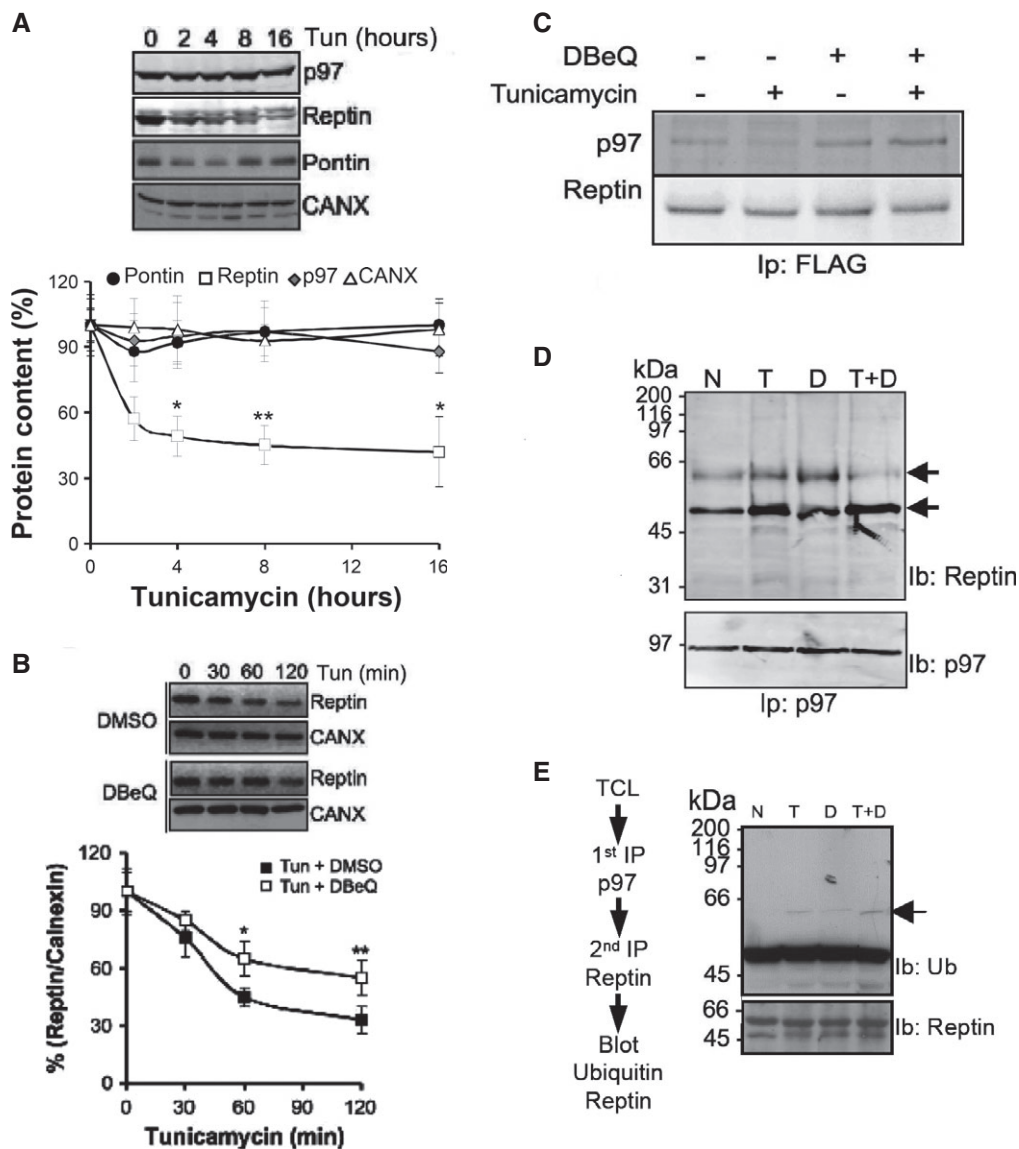 A
0 2 4 8 16 Tun (hours)
p97
Reptin
Pontin
CANX
Pontin Reptin p97 CANX
Protein content (%)
120
90
60
30
0
* ** *
0 4 8 12 16
Tunicamycin (hours)
B
0 30 60 120 Tun (min)
DMSO
Reptin
CANX
DBeQ
Reptin
CANX
% (Reptin/Calnexin)
120
90
60
30
0
Tun + DMSO
Tun + DBeQ
* **
0 30 60 90 120
Tunicamycin (min)
C
DBeQ - - + +
Tunicamycin - + - +
p97
Reptin
Ip: FLAG
D
kDa N T D T+D
200
116
97
66
45
31
Ib: Reptin
97
Ib: p97
Ip: p97
E
TCL
1st IP
p97
2nd IP
Reptin
Blot
Ubiquitin
Reptin
kDa N T D T+D
200
116
97
66
45
Ib: Ub
66
45
Ib: Reptin